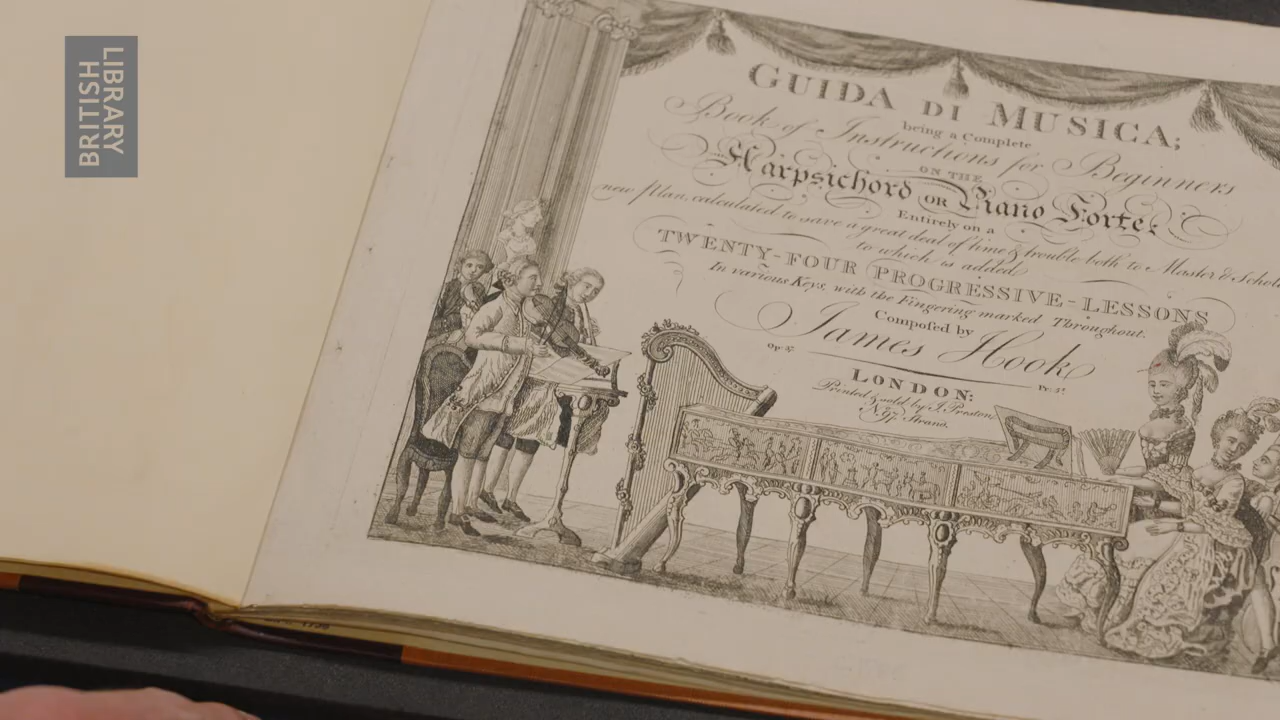 BRITISH
LIBRARY
GUIDA DI MUSICA;
being a Complete
Book of Instructions for Beginners
ON THE
Harpsichord OR Piano Forte,
Entirely on a
new Plan, calculated to save a great deal of time & trouble both to Master & Schol
to which is added
TWENTY-FOUR PROGRESSIVE-LESSONS
In various Keys, with the Fingering marked Throughout.
Composed by
James Hook
LONDON:
Printed & sold by J. Preston
No. 97 Strand.